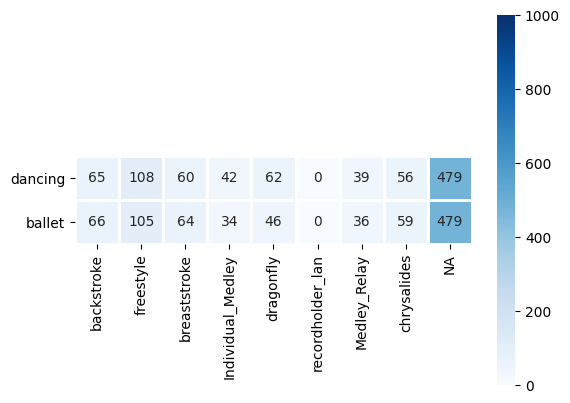 dancing 65 108 60 42 62 0 39 56 479
ballet 66 105 64 34 46 0 36 59 479
backstroke
freestyle
breaststroke
Individual_Medley
dragonfly
recordholder_lan
Medley_Relay
chrysalides
NA
1000
800
600
400
200
0